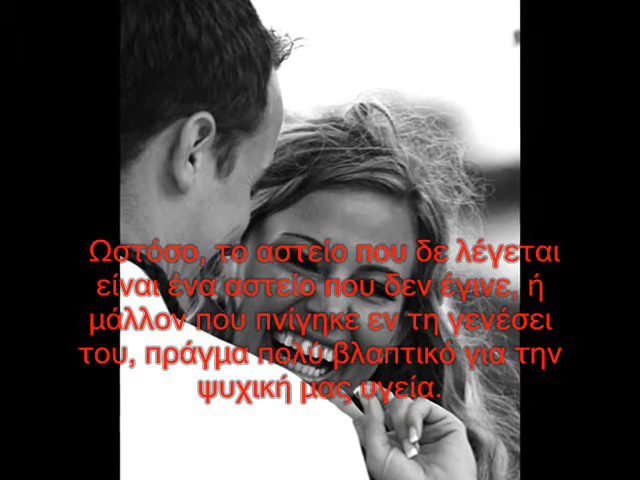 Ωστόσο, το αστείο που δε λέγεται
είναι ένα αστείο που δεν έγινε, ή
μάλλον που πνίγηκε εν τη γενέσει
του, πράγμα πολύ βλαπτικό για την
ψυχική μας υγεία.